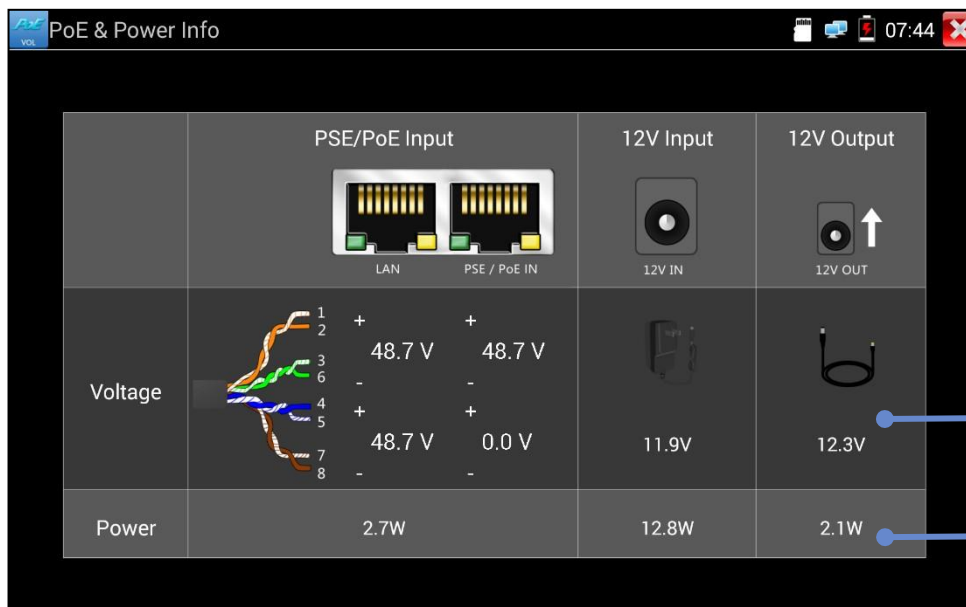 PoE
VOL
PoE & Power Info
07:44
PSE/PoE Input
12V Input
12V Output
LAN
PSE / PoE IN
12V IN
12V OUT
Voltage
1
2
3
6
4
5
7
8
+ +
48.7 V 48.7 V
- -
+ +
48.7 V 0.0 V
- -
11.9V
12.3V
Power
2.7W
12.8W
2.1W